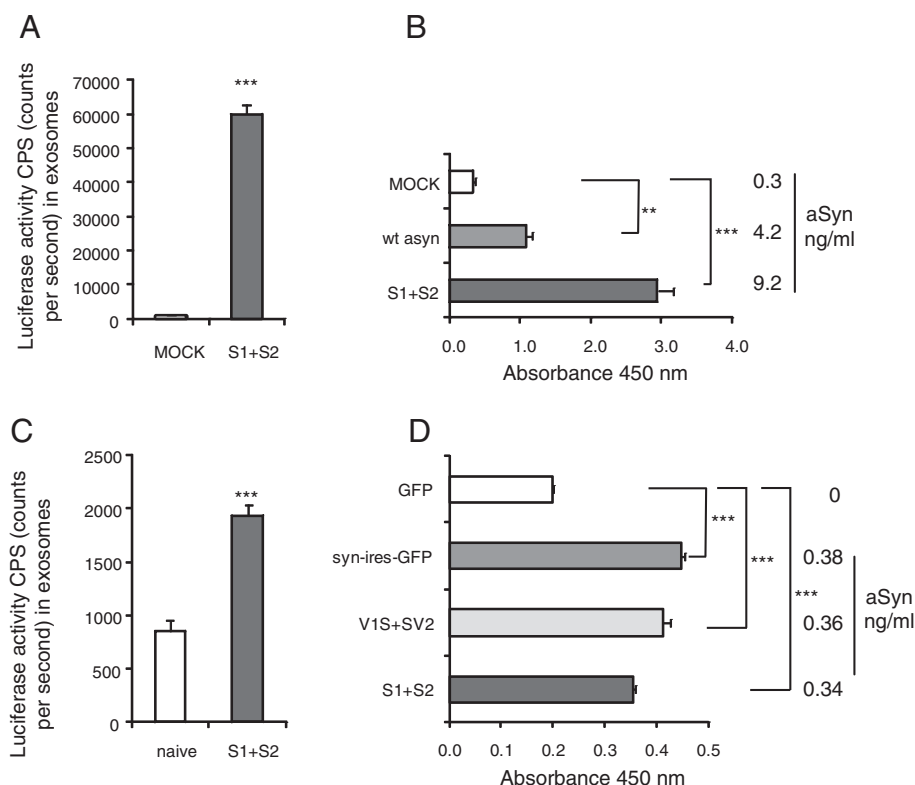 A
Luciferase activity CPS (counts
per second) in exosomes
70000
60000
50000
40000
30000
20000
10000
0
***
MOCK S1+S2
B
MOCK
wt asyn
S1+S2
**
***
0.3
4.2
9.2
aSyn
ng/ml
0.0 1.0 2.0 3.0 4.0
Absorbance 450 nm
C
Luciferase activity CPS (counts
per second) in exosomes
2500
2000
1500
1000
500
0
***
naive S1+S2
D
GFP
syn-ires-GFP
V1S+SV2
S1+S2
***
***
***
0
0.38
0.36
0.34
aSyn
ng/ml
0.0 0.1 0.2 0.3 0.4 0.5
Absorbance 450 nm